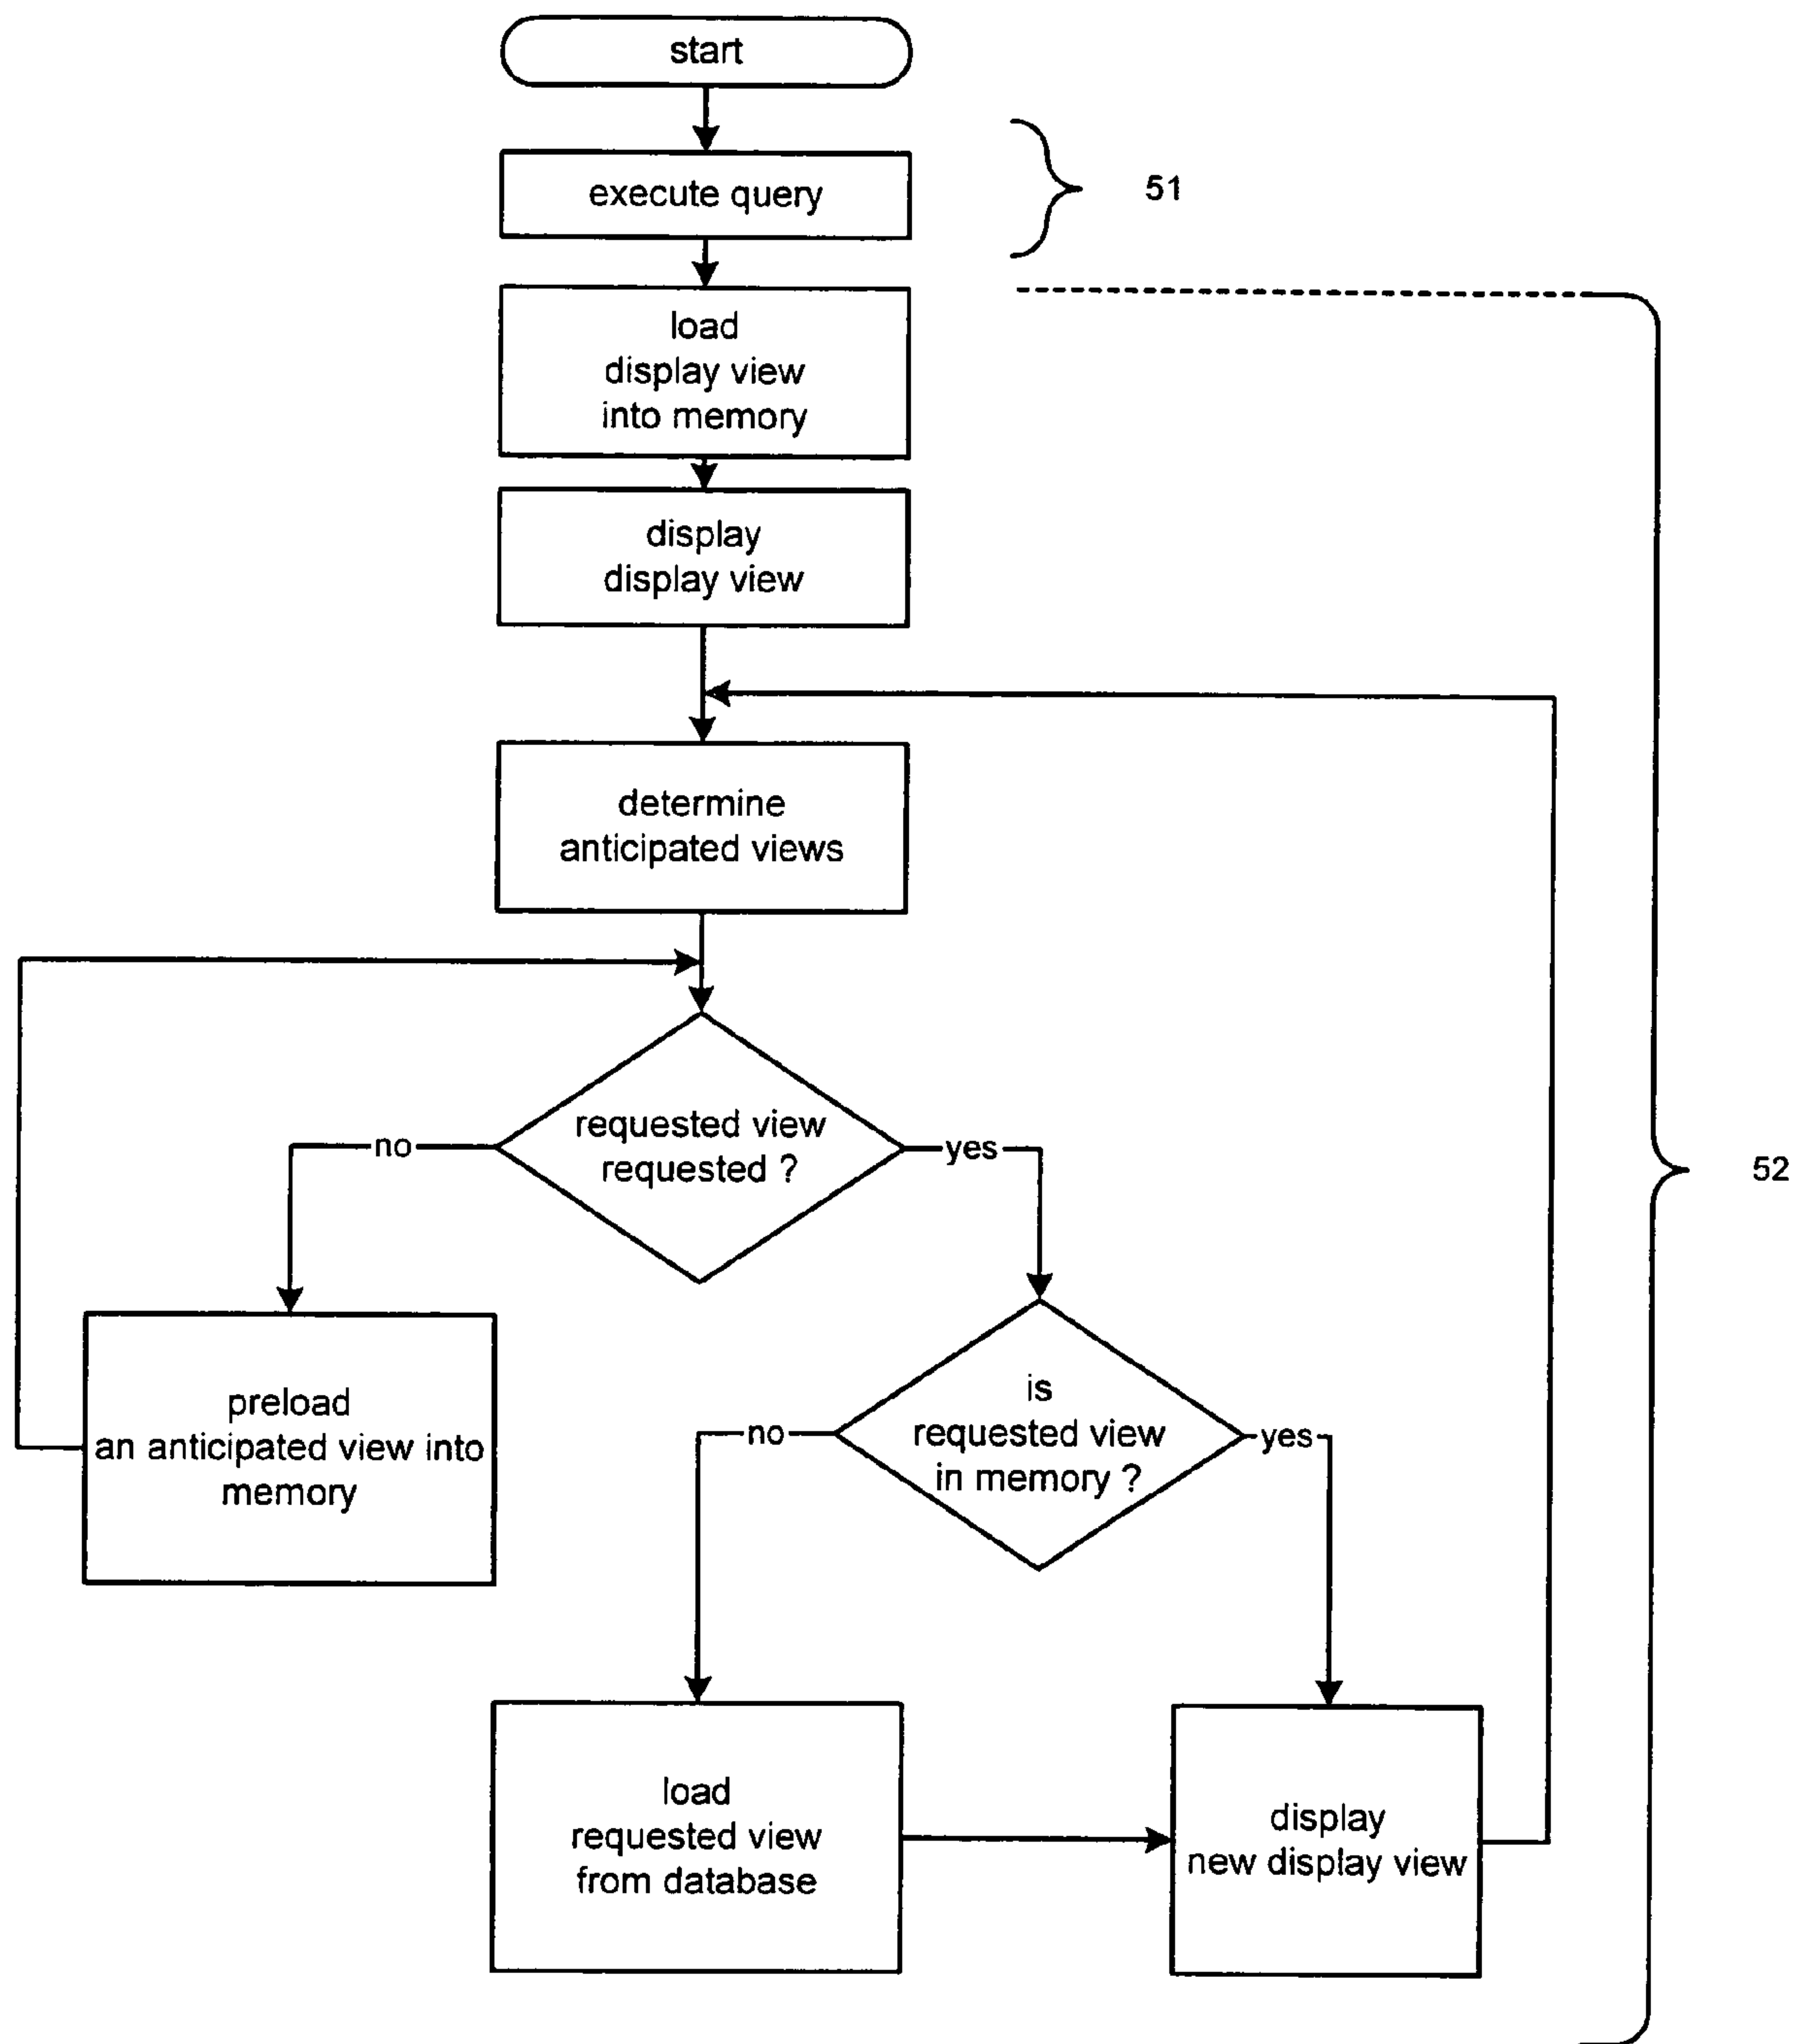 start
execute query
51
load
display view
into memory
display
display view
determine
anticipated views
requested view
requested ?
no
yes
52
preload
an anticipated view into
memory
is
requested view
in memory ?
no
yes
load
requested view
from database
display
new display view